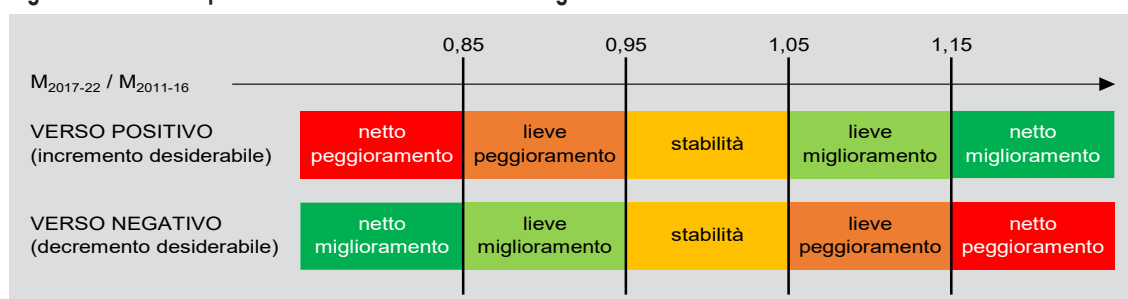 0,85 0,95 1,05 1,15
M2017-22 / M2011-16
VERSO POSITIVO
(incremento desiderabile)
netto
peggioramento
lieve
peggioramento
stabilità
lieve
miglioramento
netto
miglioramento
VERSO NEGATIVO
(decremento desiderabile)
netto
miglioramento
lieve
miglioramento
stabilità
lieve
peggioramento
netto
peggioramento